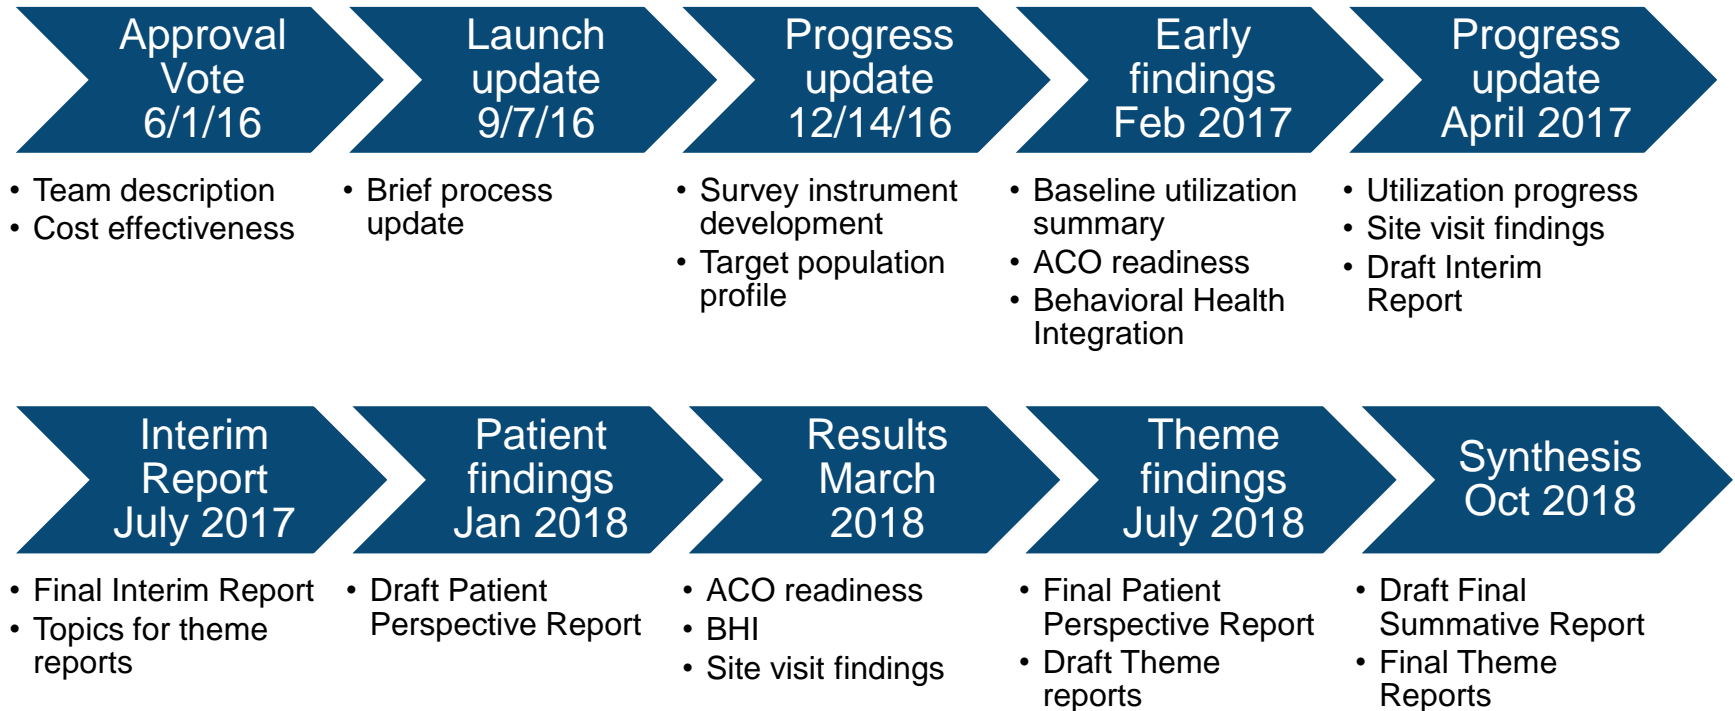 Approval
Vote
6/1/16
Launch
update
9/7/16
Progress
update
12/14/16
Early
findings
Feb 2017
Progress
update
April 2017
• Team description
• Cost effectiveness
• Brief process
update
• Survey instrument
development
• Target population
profile
• Baseline utilization
summary
• ACO readiness
• Behavioral Health
Integration
• Utilization progress
• Site visit findings
• Draft Interim
Report
Interim
Report
July 2017
Patient
findings
Jan 2018
Results
March
2018
Theme
findings
July 2018
Synthesis
Oct 2018
• Final Interim Report
• Topics for theme
reports
• Draft Patient
Perspective Report
• ACO readiness
• BHI
• Site visit findings
• Final Patient
Perspective Report
• Draft Theme
reports
• Draft Final
Summative Report
• Final Theme
Reports